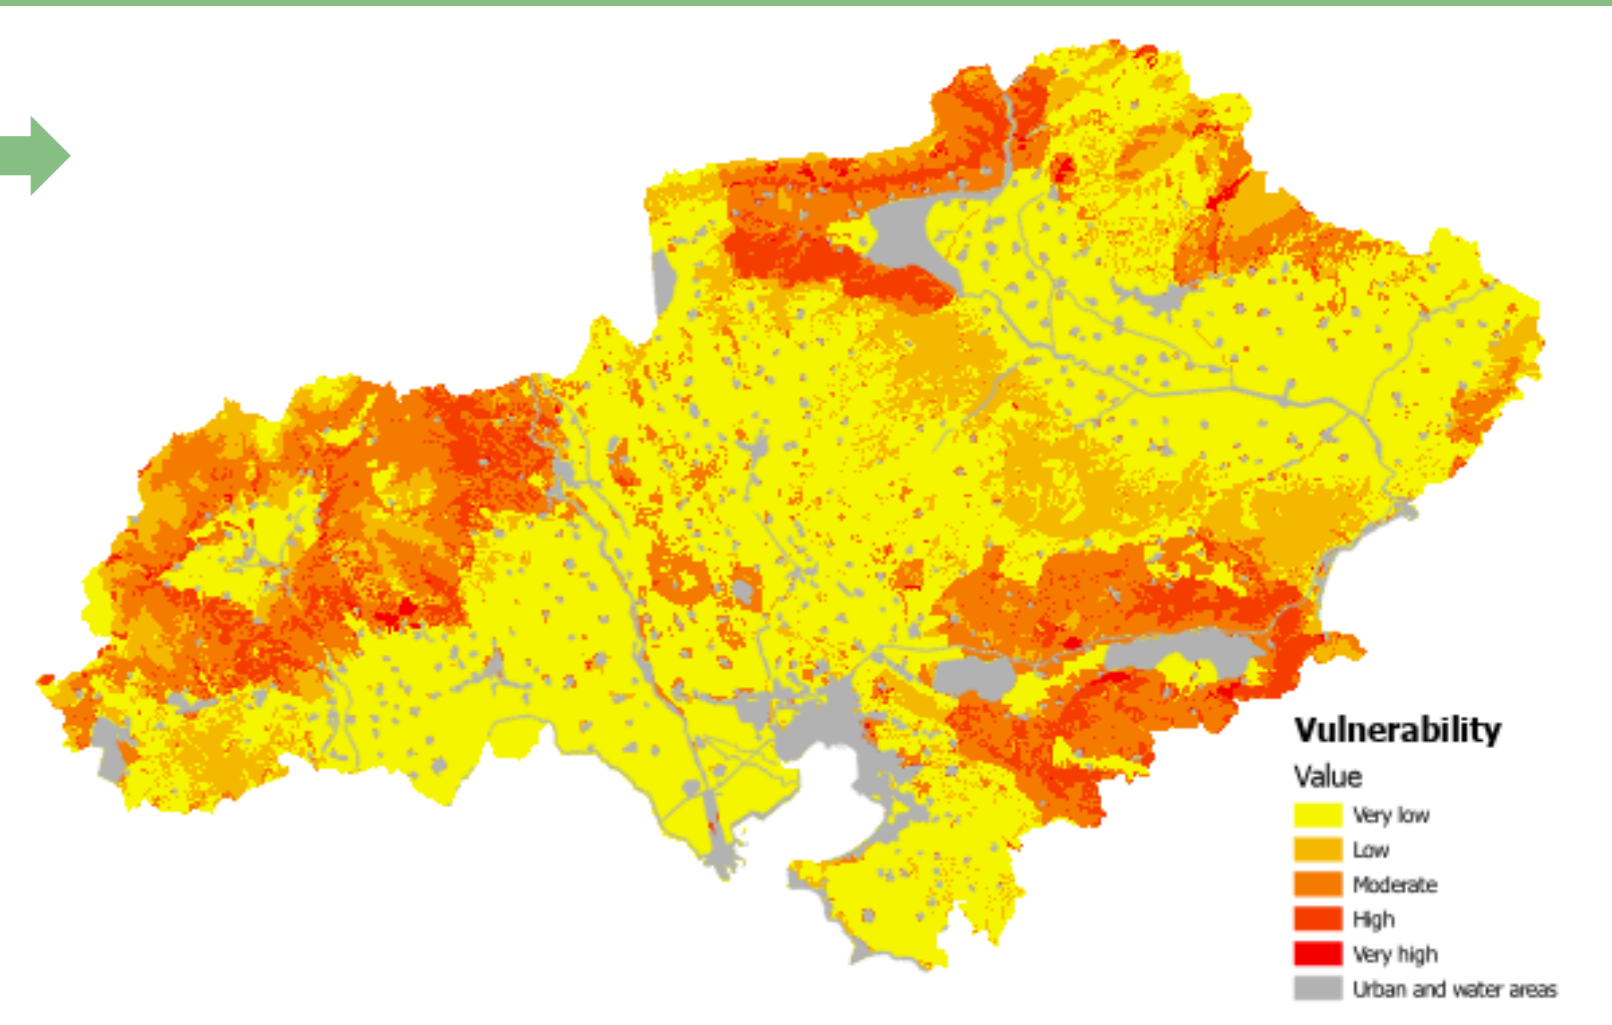 Vulnerability
Value
Very low
Low
Moderate
High
Very high
Urban and water areas